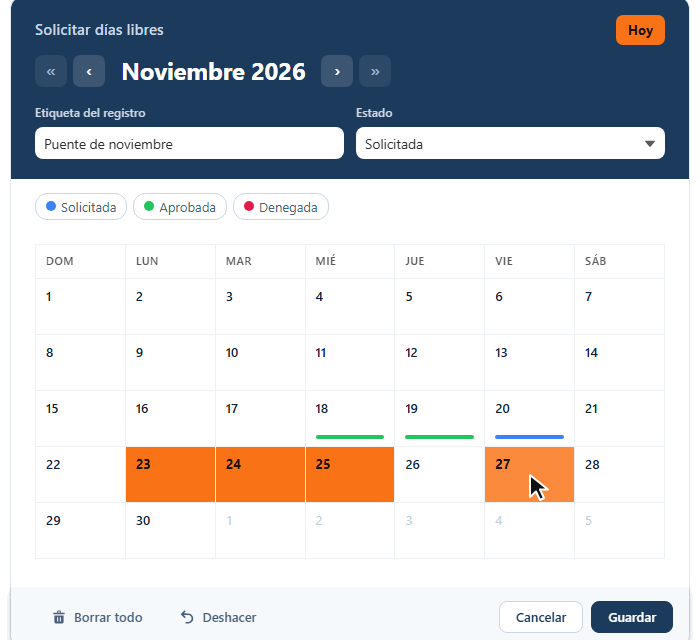 Solicitar días libres
Hoy
« ‹ Noviembre 2026 › »
Etiqueta del registro Estado
Puente de noviembre Solicitada
Solicitada Aprobada Denegada
DOM LUN MAR MIÉ JUE VIE SÁB
1 2 3 4 5 6 7
8 9 10 11 12 13 14
15 16 17 18 19 20 21
22 23 24 25 26 27 28
29 30 1 2 3 4 5
Borrar todo Deshacer Cancelar Guardar